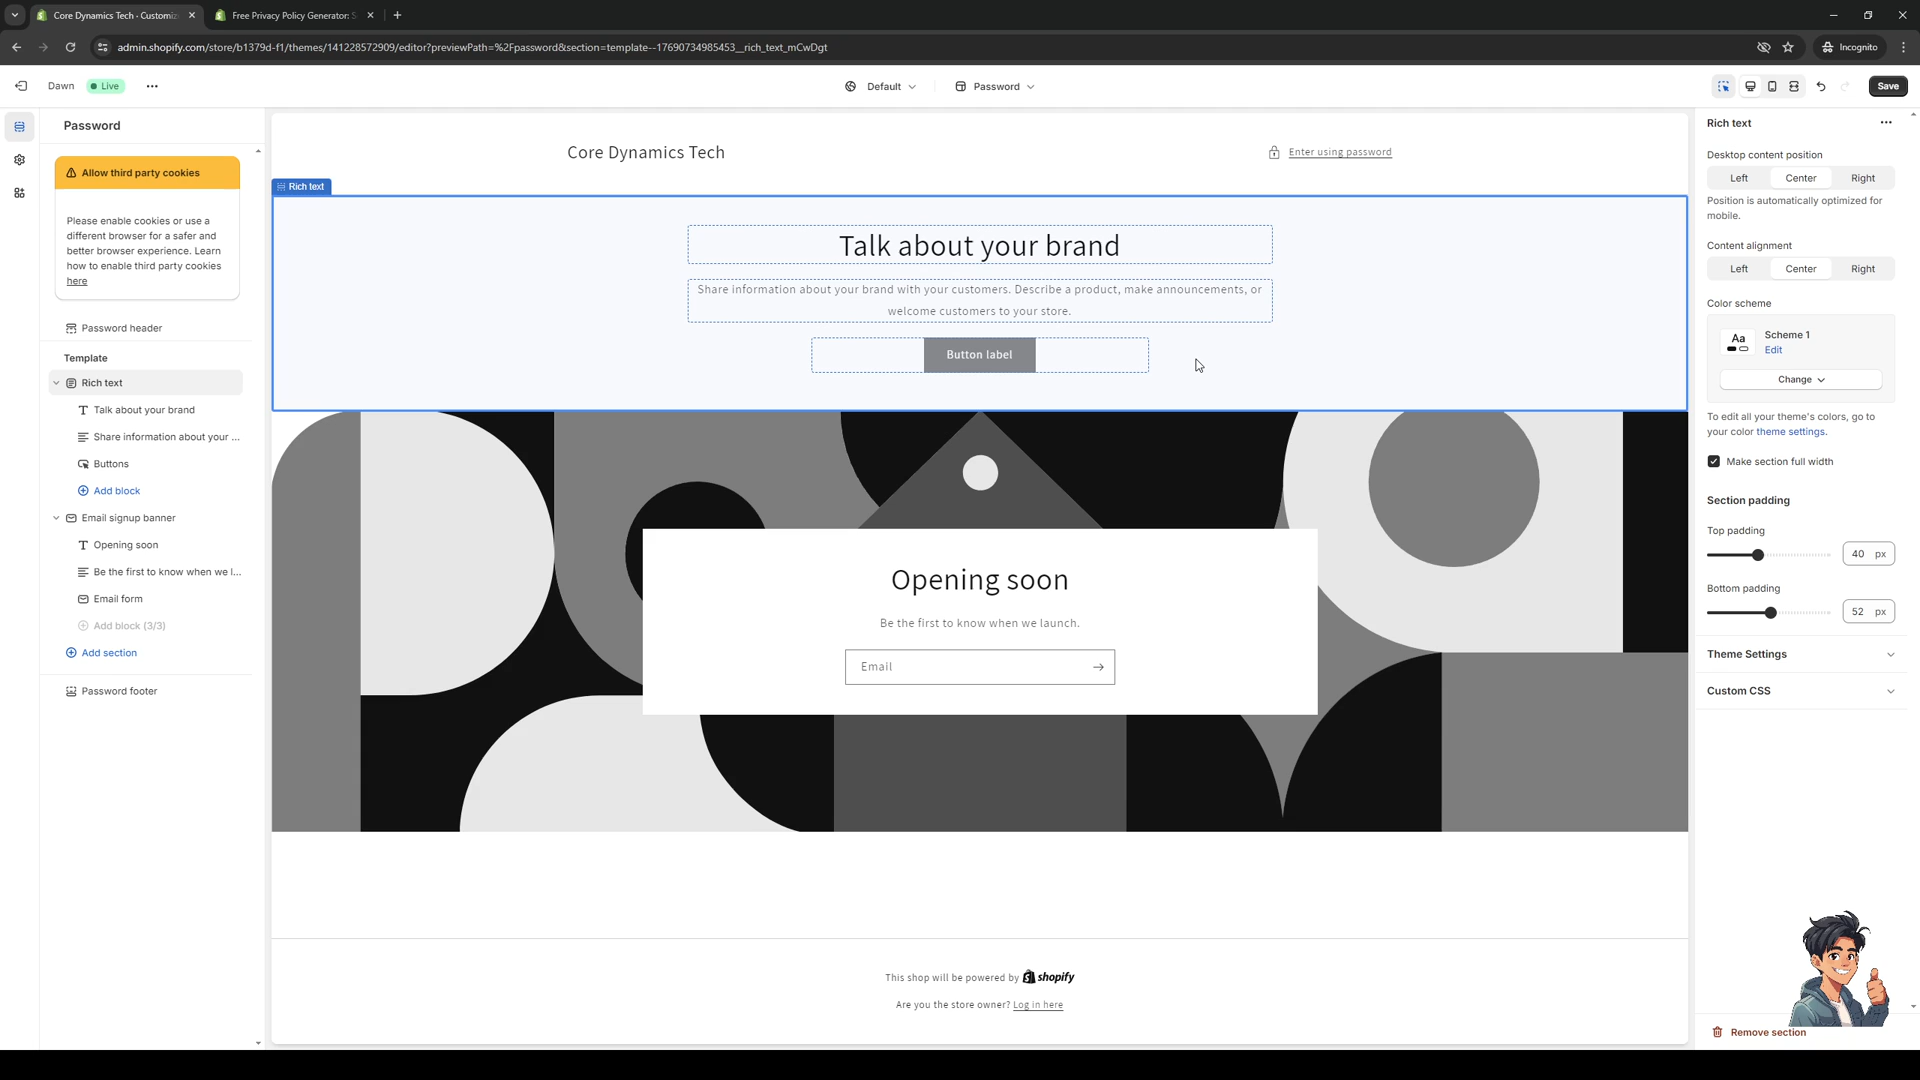 Core Dynamics Tech · Customiz
Free Privacy Policy Generator: S
admin.shopify.com/store/b1379d-f1/themes/141228572909/editor?previewPath=%2Fpassword&section=template--17690734985453__rich_text_mCwDgt
Incognito
Dawn
Live
Default
Password
Save
Password
Allow third party cookies
Please enable cookies or use a
different browser for a safer and
better browser experience. Learn
how to enable third party cookies
here
Password header
Template
Rich text
Talk about your brand
Share information about your ...
Buttons
Add block
Email signup banner
Opening soon
Be the first to know when we l...
Email form
Add block (3/3)
Add section
Password footer
Core Dynamics Tech
Enter using password
Rich text
Talk about your brand
Share information about your brand with your customers. Describe a product, make announcements, or
welcome customers to your store.
Button label
Opening soon
Be the first to know when we launch.
Email
This shop will be powered by shopify
Are you the store owner? Log in here
Rich text
Desktop content position
Left
Center
Right
Position is automatically optimized for
mobile.
Content alignment
Left
Center
Right
Color scheme
Aa
Scheme 1
Edit
Change
To edit all your theme's colors, go to
your color theme settings.
Make section full width
Section padding
Top padding
40 px
Bottom padding
52 px
Theme Settings
Custom CSS
Remove section